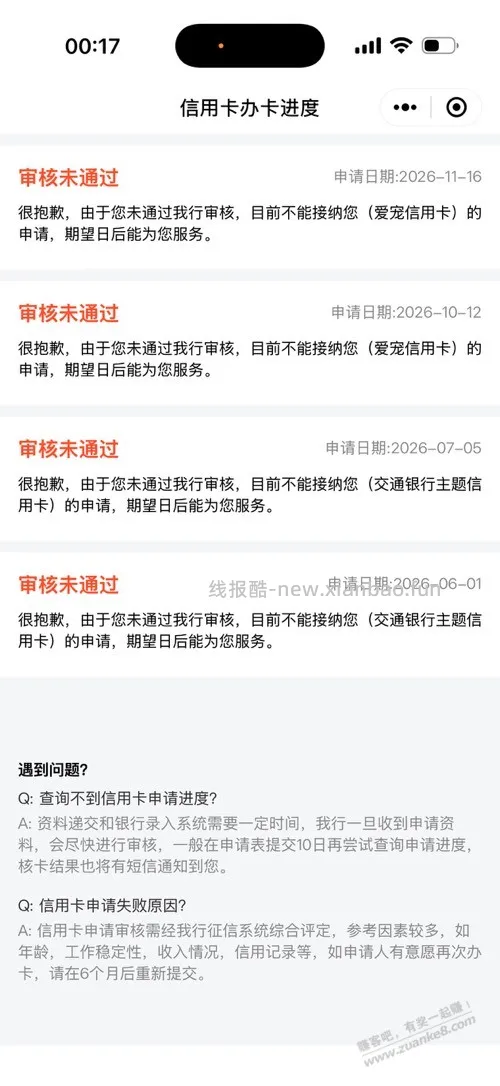 00:17
信用卡办卡进度
审核未通过 申请日期:2026-11-16
很抱歉，由于您未通过我行审核，目前不能接纳您（爱宠信用卡）的
申请，期望日后能为您服务。
审核未通过 申请日期:2026-10-12
很抱歉，由于您未通过我行审核，目前不能接纳您（爱宠信用卡）的
申请，期望日后能为您服务。
审核未通过 申请日期:2026-07-05
很抱歉，由于您未通过我行审核，目前不能接纳您（交通银行主题信
用卡）的申请，期望日后能为您服务。
审核未通过 申请日期:2026-06-01
线报酷-new.xianbao.fun
很抱歉，由于您未通过我行审核，目前不能接纳您（交通银行主题信
用卡）的申请，期望日后能为您服务。
遇到问题?
Q: 查询不到信用卡申请进度?
A: 资料递交和银行录入系统需要一定时间，我行一旦收到申请资
料，会尽快进行审核，一般在申请表提交10日再尝试查询申请进度，
核卡结果也将有短信通知到您。
Q: 信用卡申请失败原因?
A: 信用卡申请审核需经我行征信系统综合评定，参考因素较多，如
年龄，工作稳定性，收入情况，信用记录等，如申请人有意愿再次办
卡，请在6个月后重新提交。
赚客吧，有奖一起赚！
www.zuanke8.com